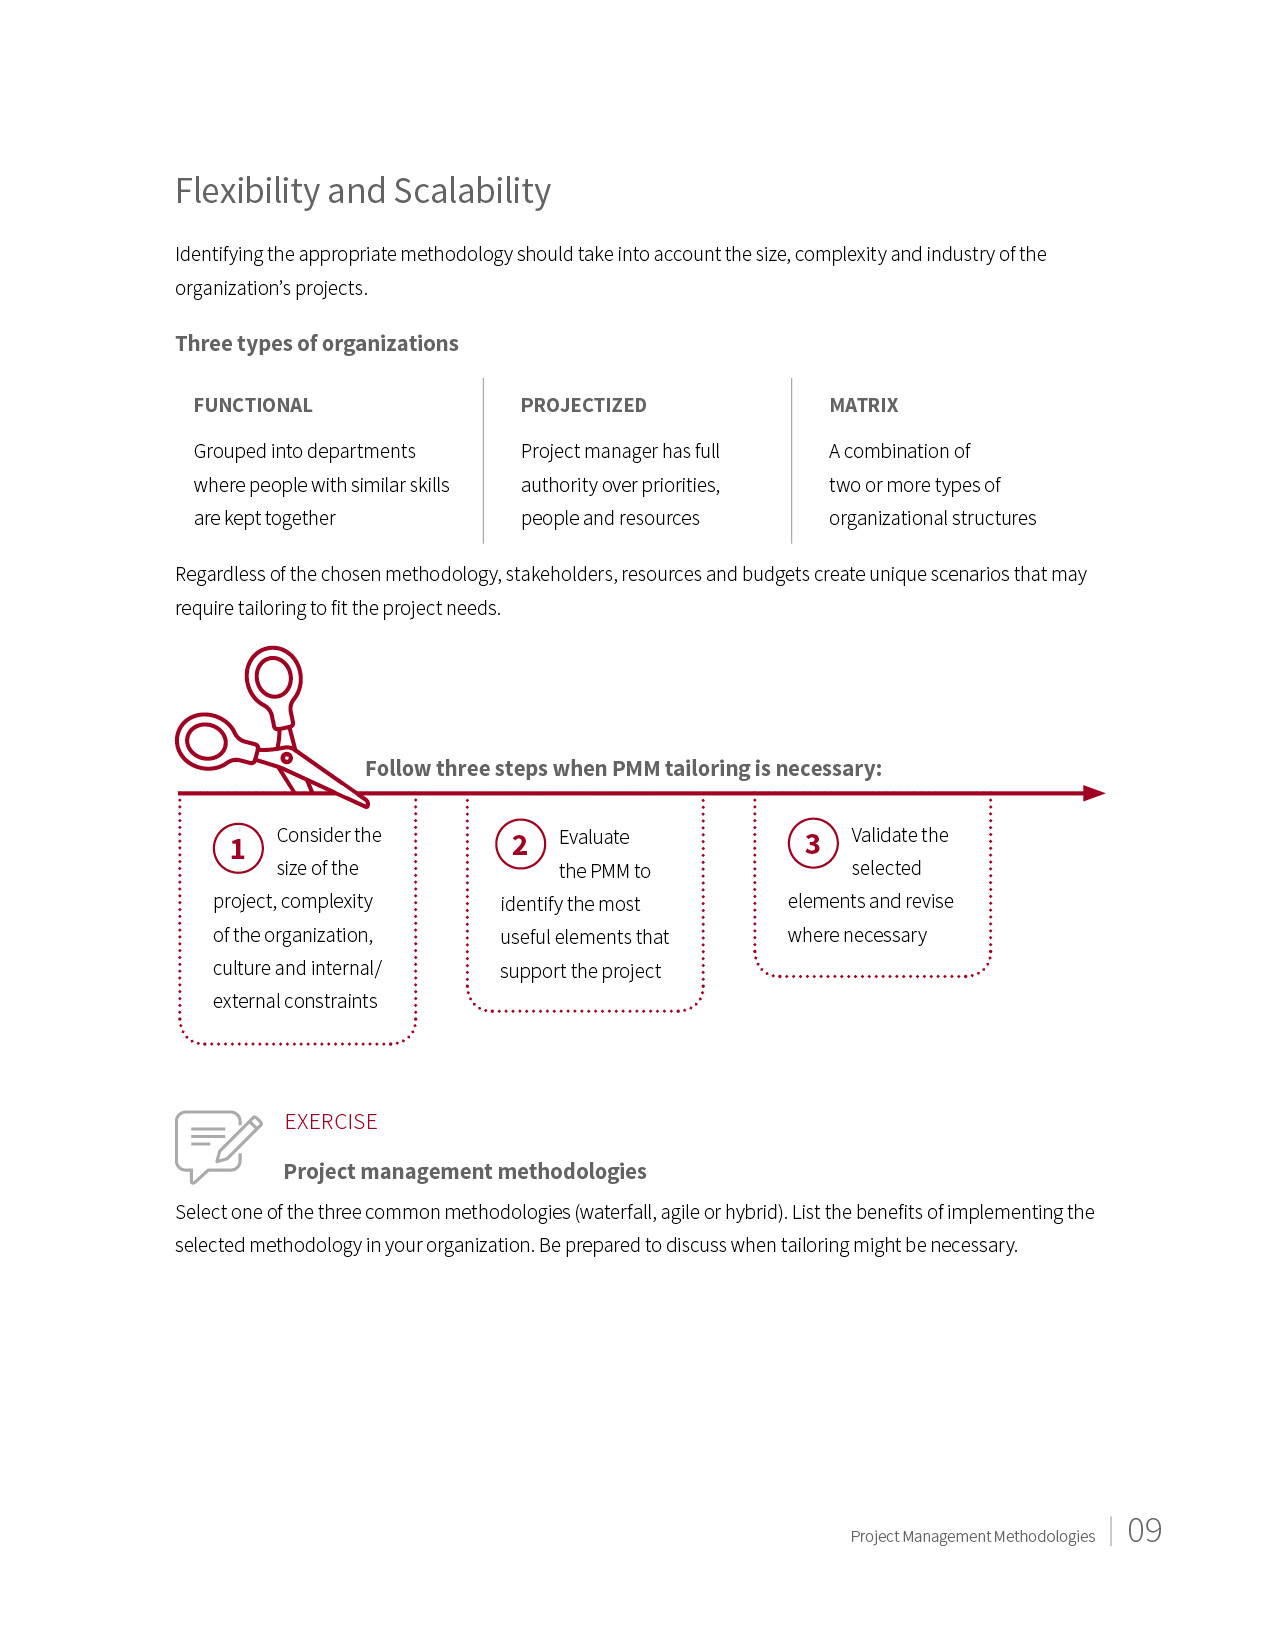 Flexibility and Scalability
Identifying the appropriate methodology should take into account the size, complexity and industry of the
organization’s projects.
Three types of organizations
FUNCTIONAL
Grouped into departments
where people with similar skills
are kept together
PROJECTIZED
Project manager has full
authority over priorities,
people and resources
MATRIX
A combination of
two or more types of
organizational structures
Regardless of the chosen methodology, stakeholders, resources and budgets create unique scenarios that may
require tailoring to fit the project needs.
Follow three steps when PMM tailoring is necessary:
1
Consider the
size of the
project, complexity
of the organization,
culture and internal/
external constraints
2
Evaluate
the PMM to
identify the most
useful elements that
support the project
3
Validate the
selected
elements and revise
where necessary
EXERCISE
Project management methodologies
Select one of the three common methodologies (waterfall, agile or hybrid). List the benefits of implementing the
selected methodology in your organization. Be prepared to discuss when tailoring might be necessary.
Project Management Methodologies
09